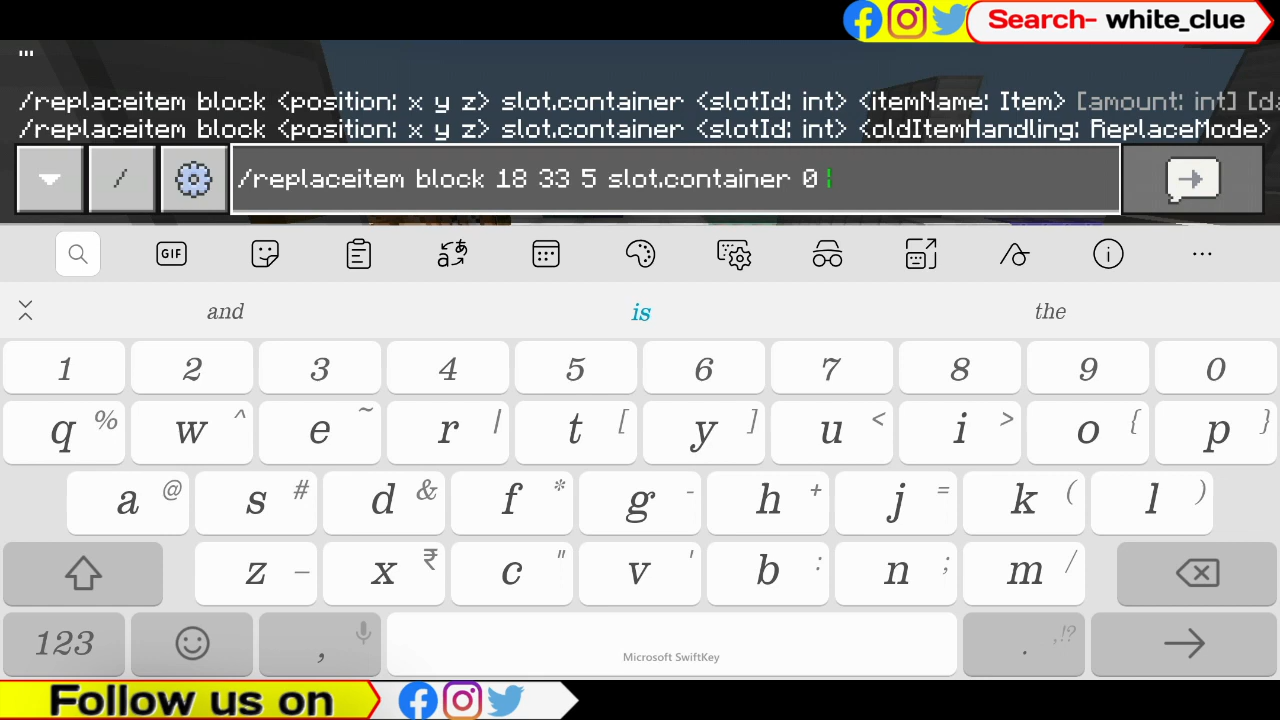 Search- white_clue
...
/replaceitem block <position: x y z> slot.container <slotId: int> <itemName: Item> [amount: int] [d
/replaceitem block <position: x y z> slot.container <slotId: int> <oldItemHandling: ReplaceMode>
/
/replaceitem block 18 33 5 slot.container 0
GIF
and is the
1 2 3 4 5 6 7 8 9 0
q % w ^ e ~ r | t [ y ] u < i > o { p }
a @ s # d & f * g - h + j = k ( l )
z _ x ₹ c " v ' b : n ; m /
123 , Microsoft SwiftKey . ,!?
Follow us on